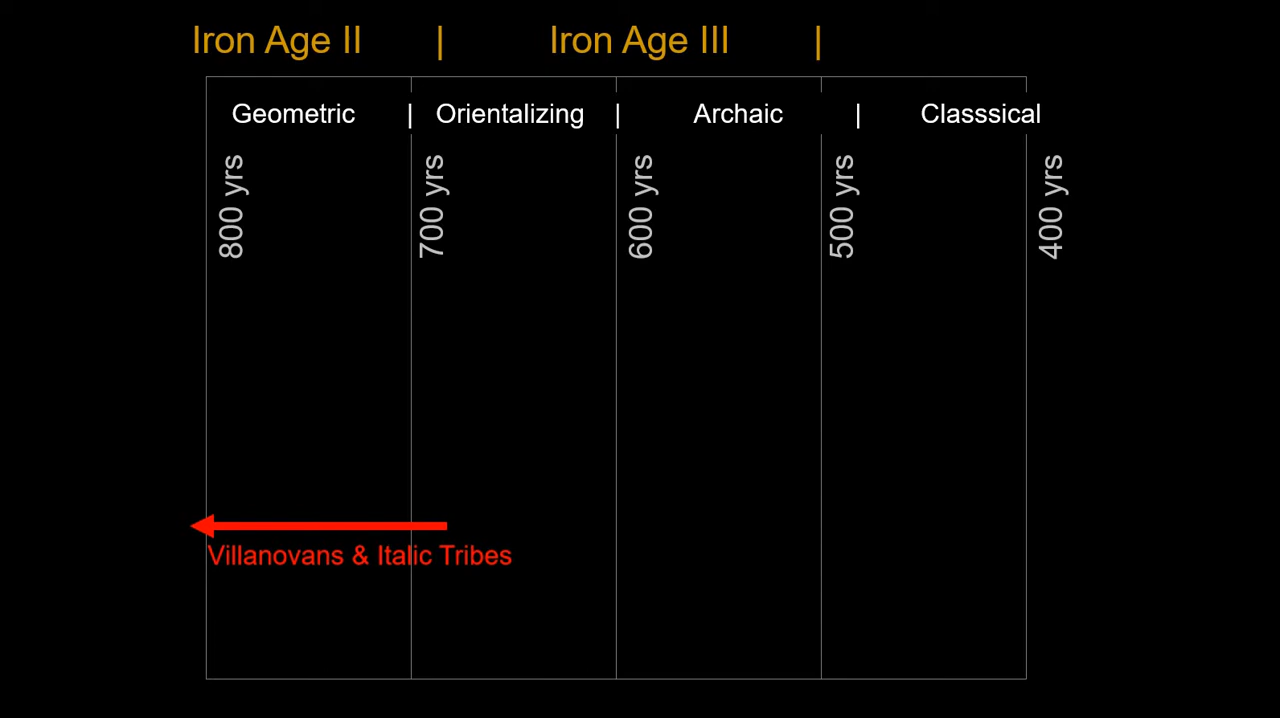 Iron Age II | Iron Age III |
Geometric | Orientalizing | Archaic | Classsical
800 yrs
700 yrs
600 yrs
500 yrs
400 yrs
Villanovans & Italic Tribes